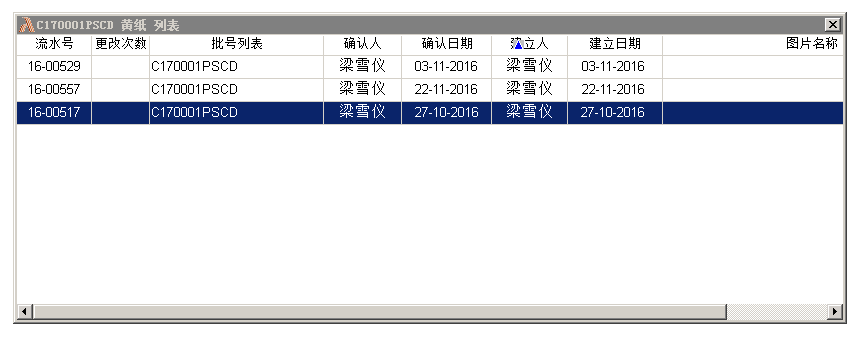 C170001PSCD 黄纸 列表
流水号 更改次数 批号列表 确认人 确认日期 建立人 建立日期 图片名称
16-00529 C170001PSCD 梁雪仪 03-11-2016 梁雪仪 03-11-2016
16-00557 C170001PSCD 梁雪仪 22-11-2016 梁雪仪 22-11-2016
16-00517 C170001PSCD 梁雪仪 27-10-2016 梁雪仪 27-10-2016